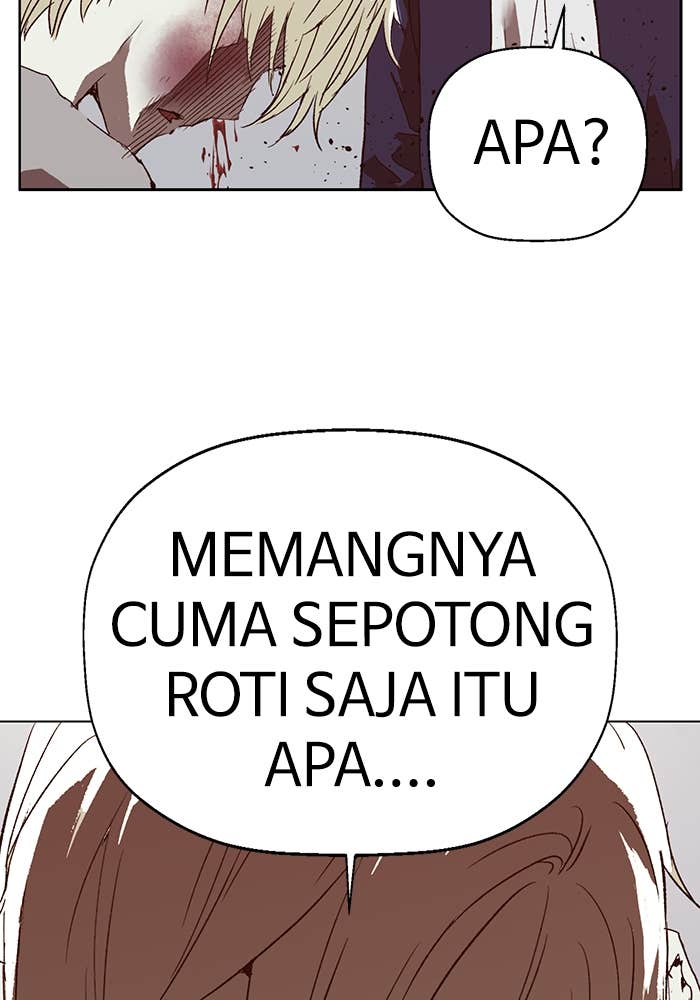 APA?
MEMANGNYA
CUMA SEPOTONG
ROTI SAJA ITU
APA....